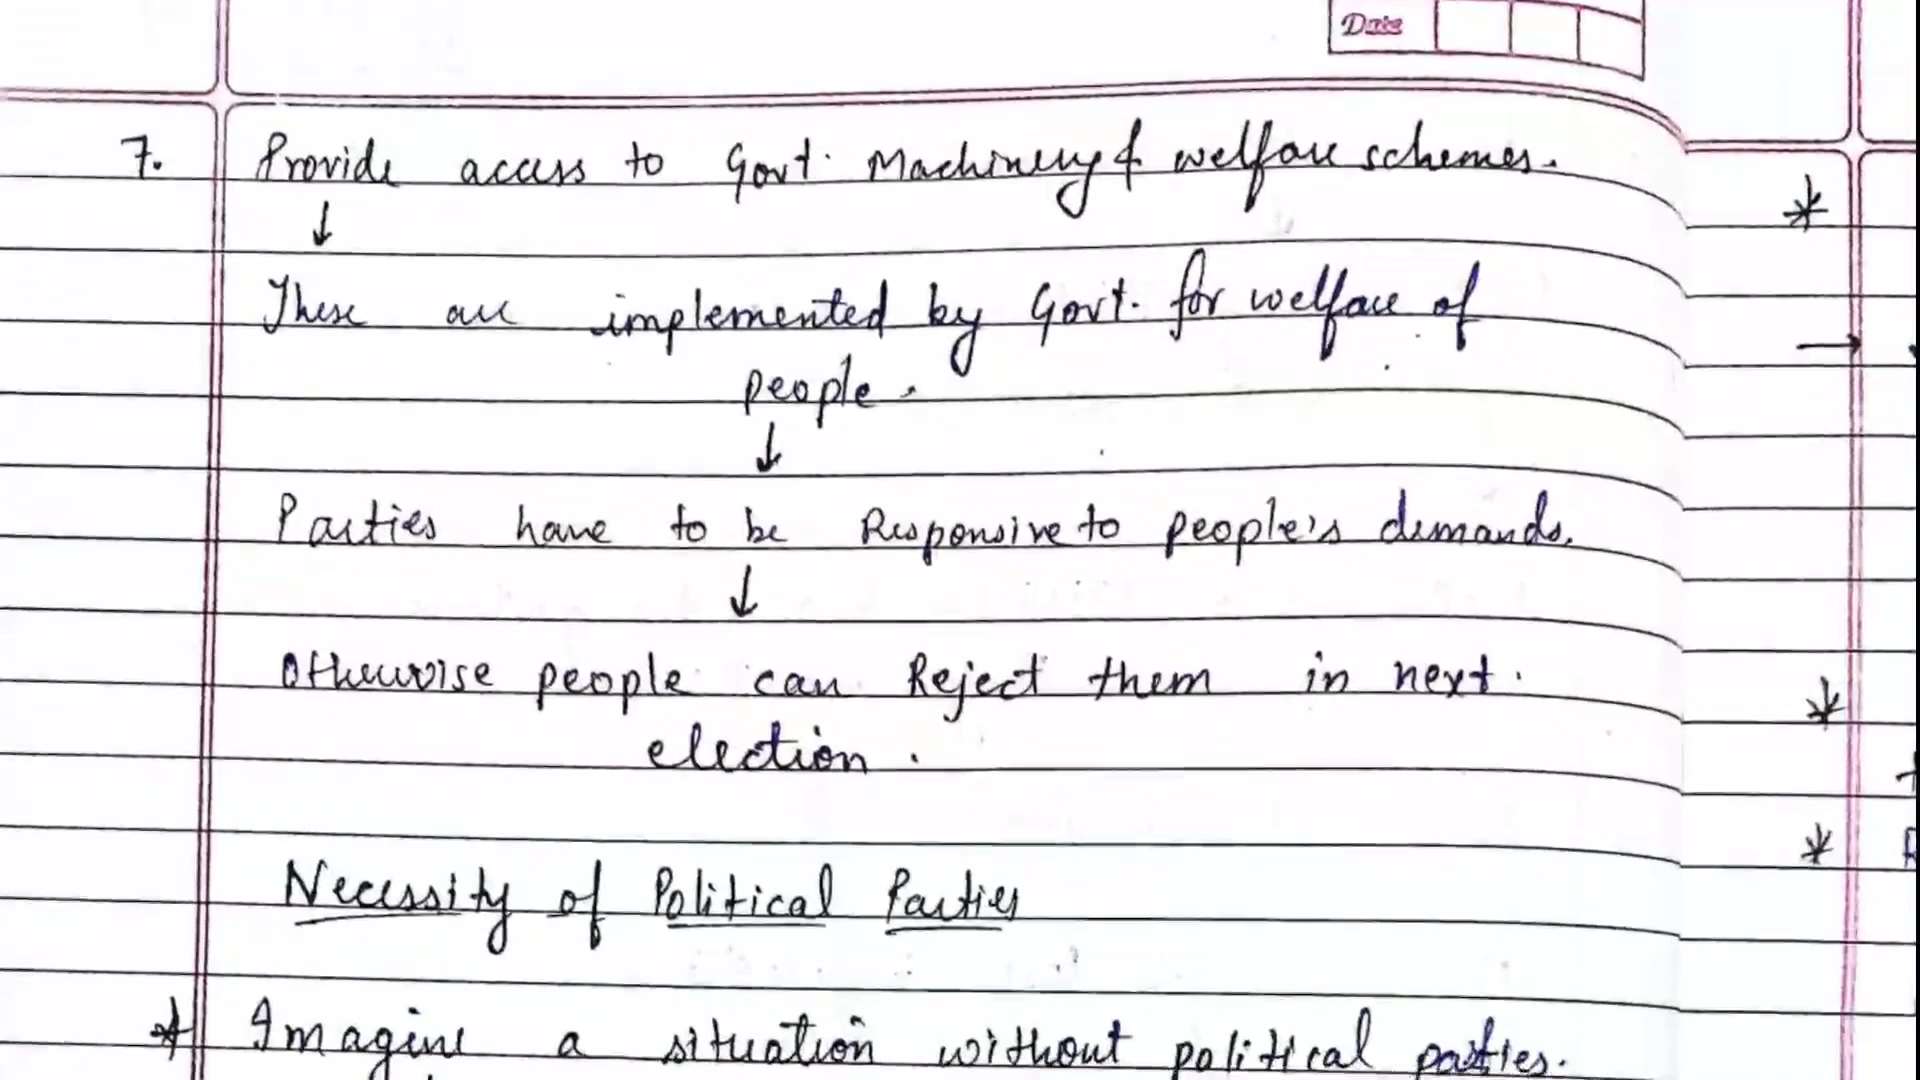 Date
7. Provide access to Govt. Machinery & welfare schemes.
↓
These are implemented by Govt. for welfare of
people.
↓
Parties have to be Responsive to people's demands.
↓
Otherwise people can Reject them in next.
election.
Necessity of Political Parties
* Imagine a situation without political parties.